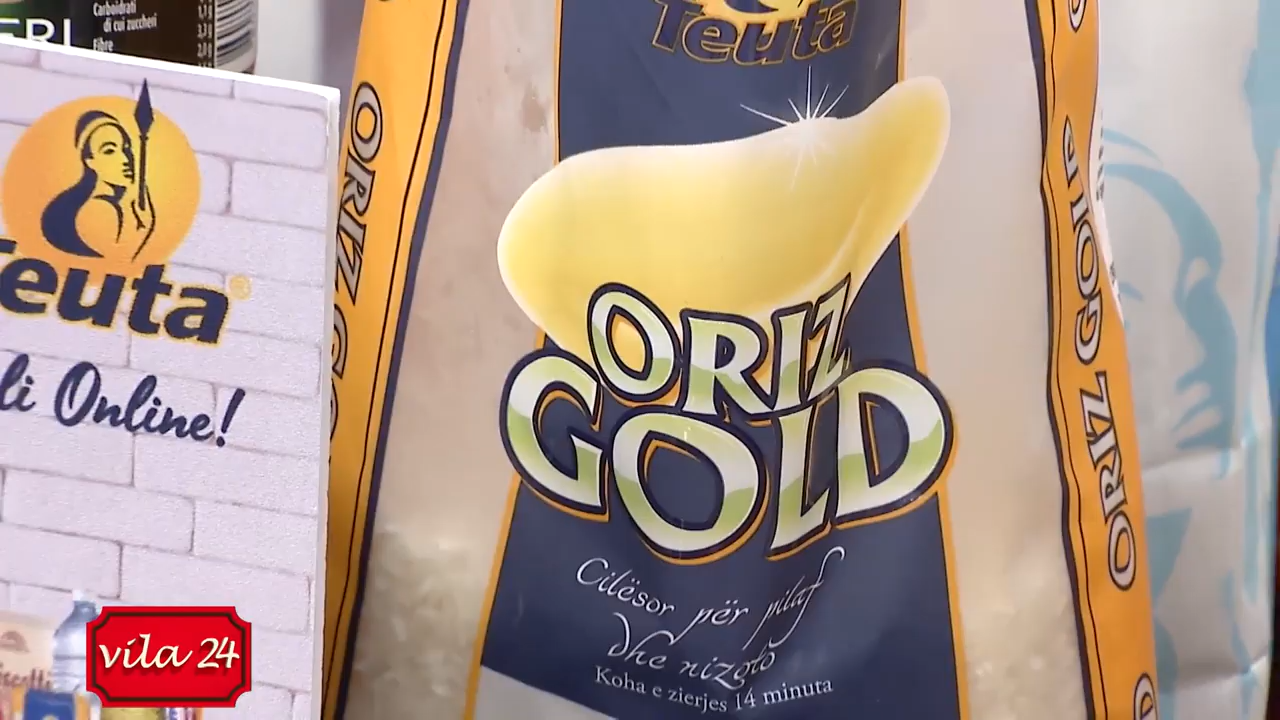 Carboidrati
di cui zuccheri
Fibre
Teuta
Teuta®
Online!
ORIZ
GOLD
Cilësor për pilaf
dhe rizoto
Koha e zierjes 14 minuta
ORIZ GOLD
ORIZ GOLD
vila 24